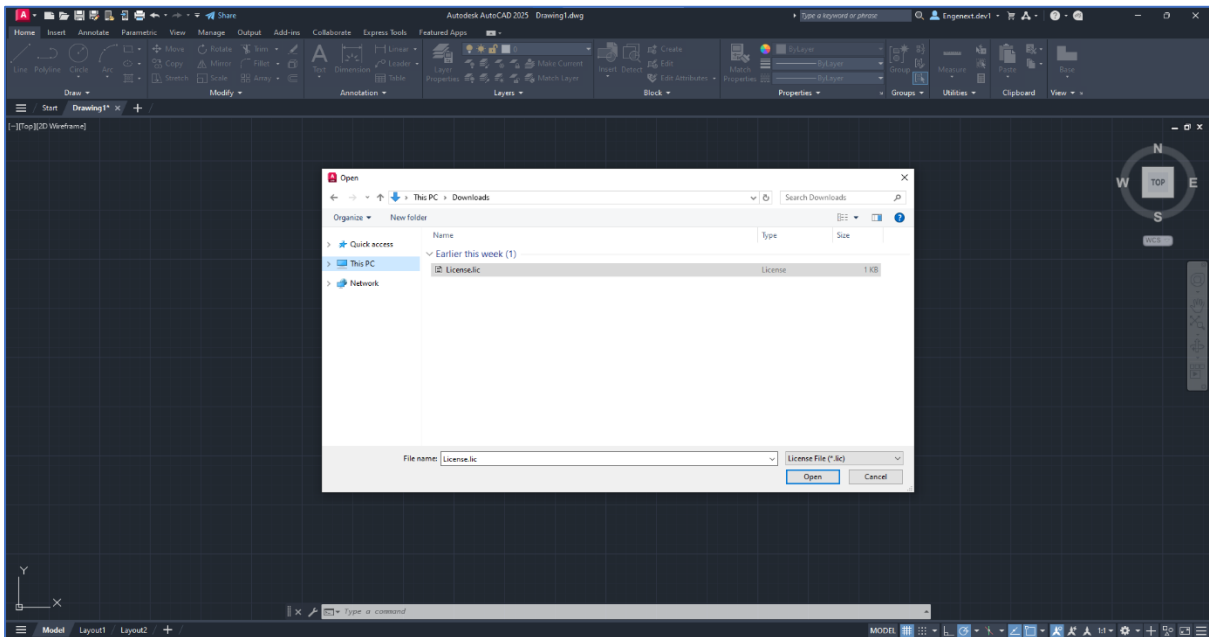 A Share Autodesk AutoCAD 2025 Drawing1.dwg Type a keyword or phrase Engenext.dev1
Home Insert Annotate Parametric View Manage Output Add-ins Collaborate Express Tools Featured Apps
Move Rotate Trim Linear Create ByLayer
Line Polyline Circle Arc Copy Mirror Fillet Text Dimension Leader Layer Properties Make Current Insert Detect Edit Match Properties ByLayer Group Measure Paste Base
Stretch Scale Array Table Match Layer Edit Attributes ByLayer
Draw Modify Annotation Layers Block Properties Groups Utilities Clipboard View
Start Drawing1* × +
[−][Top][2D Wireframe]
N
W TOP E
S
WCS
Open
This PC › Downloads Search Downloads
Organize New folder
Name Type Size
Quick access
Earlier this week (1)
This PC
License.lic License 1 KB
Network
File name: License.lic License File (*.lic)
Open Cancel
Y
X
Type a command
Model Layout1 Layout2 + MODEL 1:1